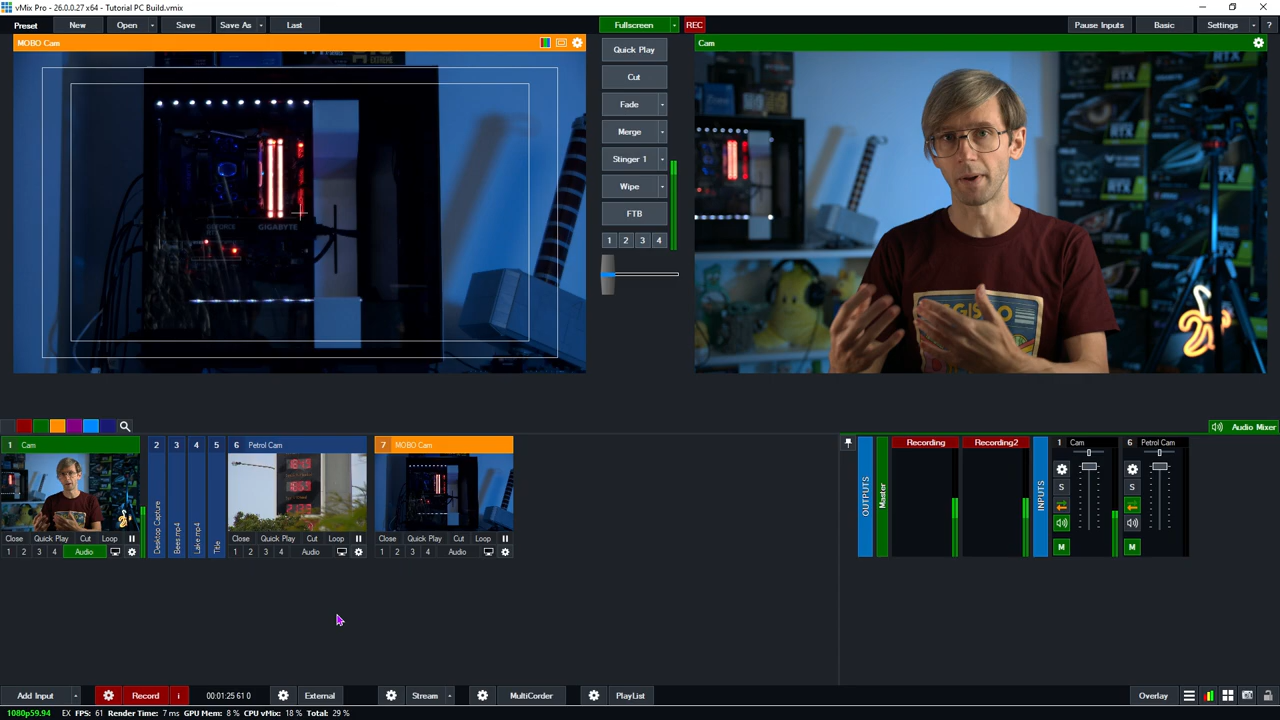 vMix Pro - 26.0.0.27 x64 - Tutorial PC Build.vmix
Preset New Open Save Save As Last Fullscreen REC Pause Inputs Basic Settings ?
MOBO Cam
Cam
Quick Play
Cut
Fade
Merge
Stinger 1
Wipe
FTB
1 2 3 4
GEFORCE
GIGABYTE
Audio Mixer
1 Cam
2 Desktop Capture
3 Bees.mp4
4 Lake.mp4
5 Title
6 Petrol Cam
7 MOBO Cam
Close Quick Play Cut Loop
1 2 3 4 Audio
Close Quick Play Cut Loop
1 2 3 4 Audio
Close Quick Play Cut Loop
1 2 3 4 Audio
OUTPUTS
Master
Recording
Recording2
INPUTS
1 Cam
S
M
6 Petrol Cam
S
M
Add Input Record i 00:01:25 61 0 External Stream MultiCorder PlayList Overlay
1080p59.94 EX FPS: 61 Render Time: 7 ms GPU Mem: 8 % CPU vMix: 18 % Total: 29 %